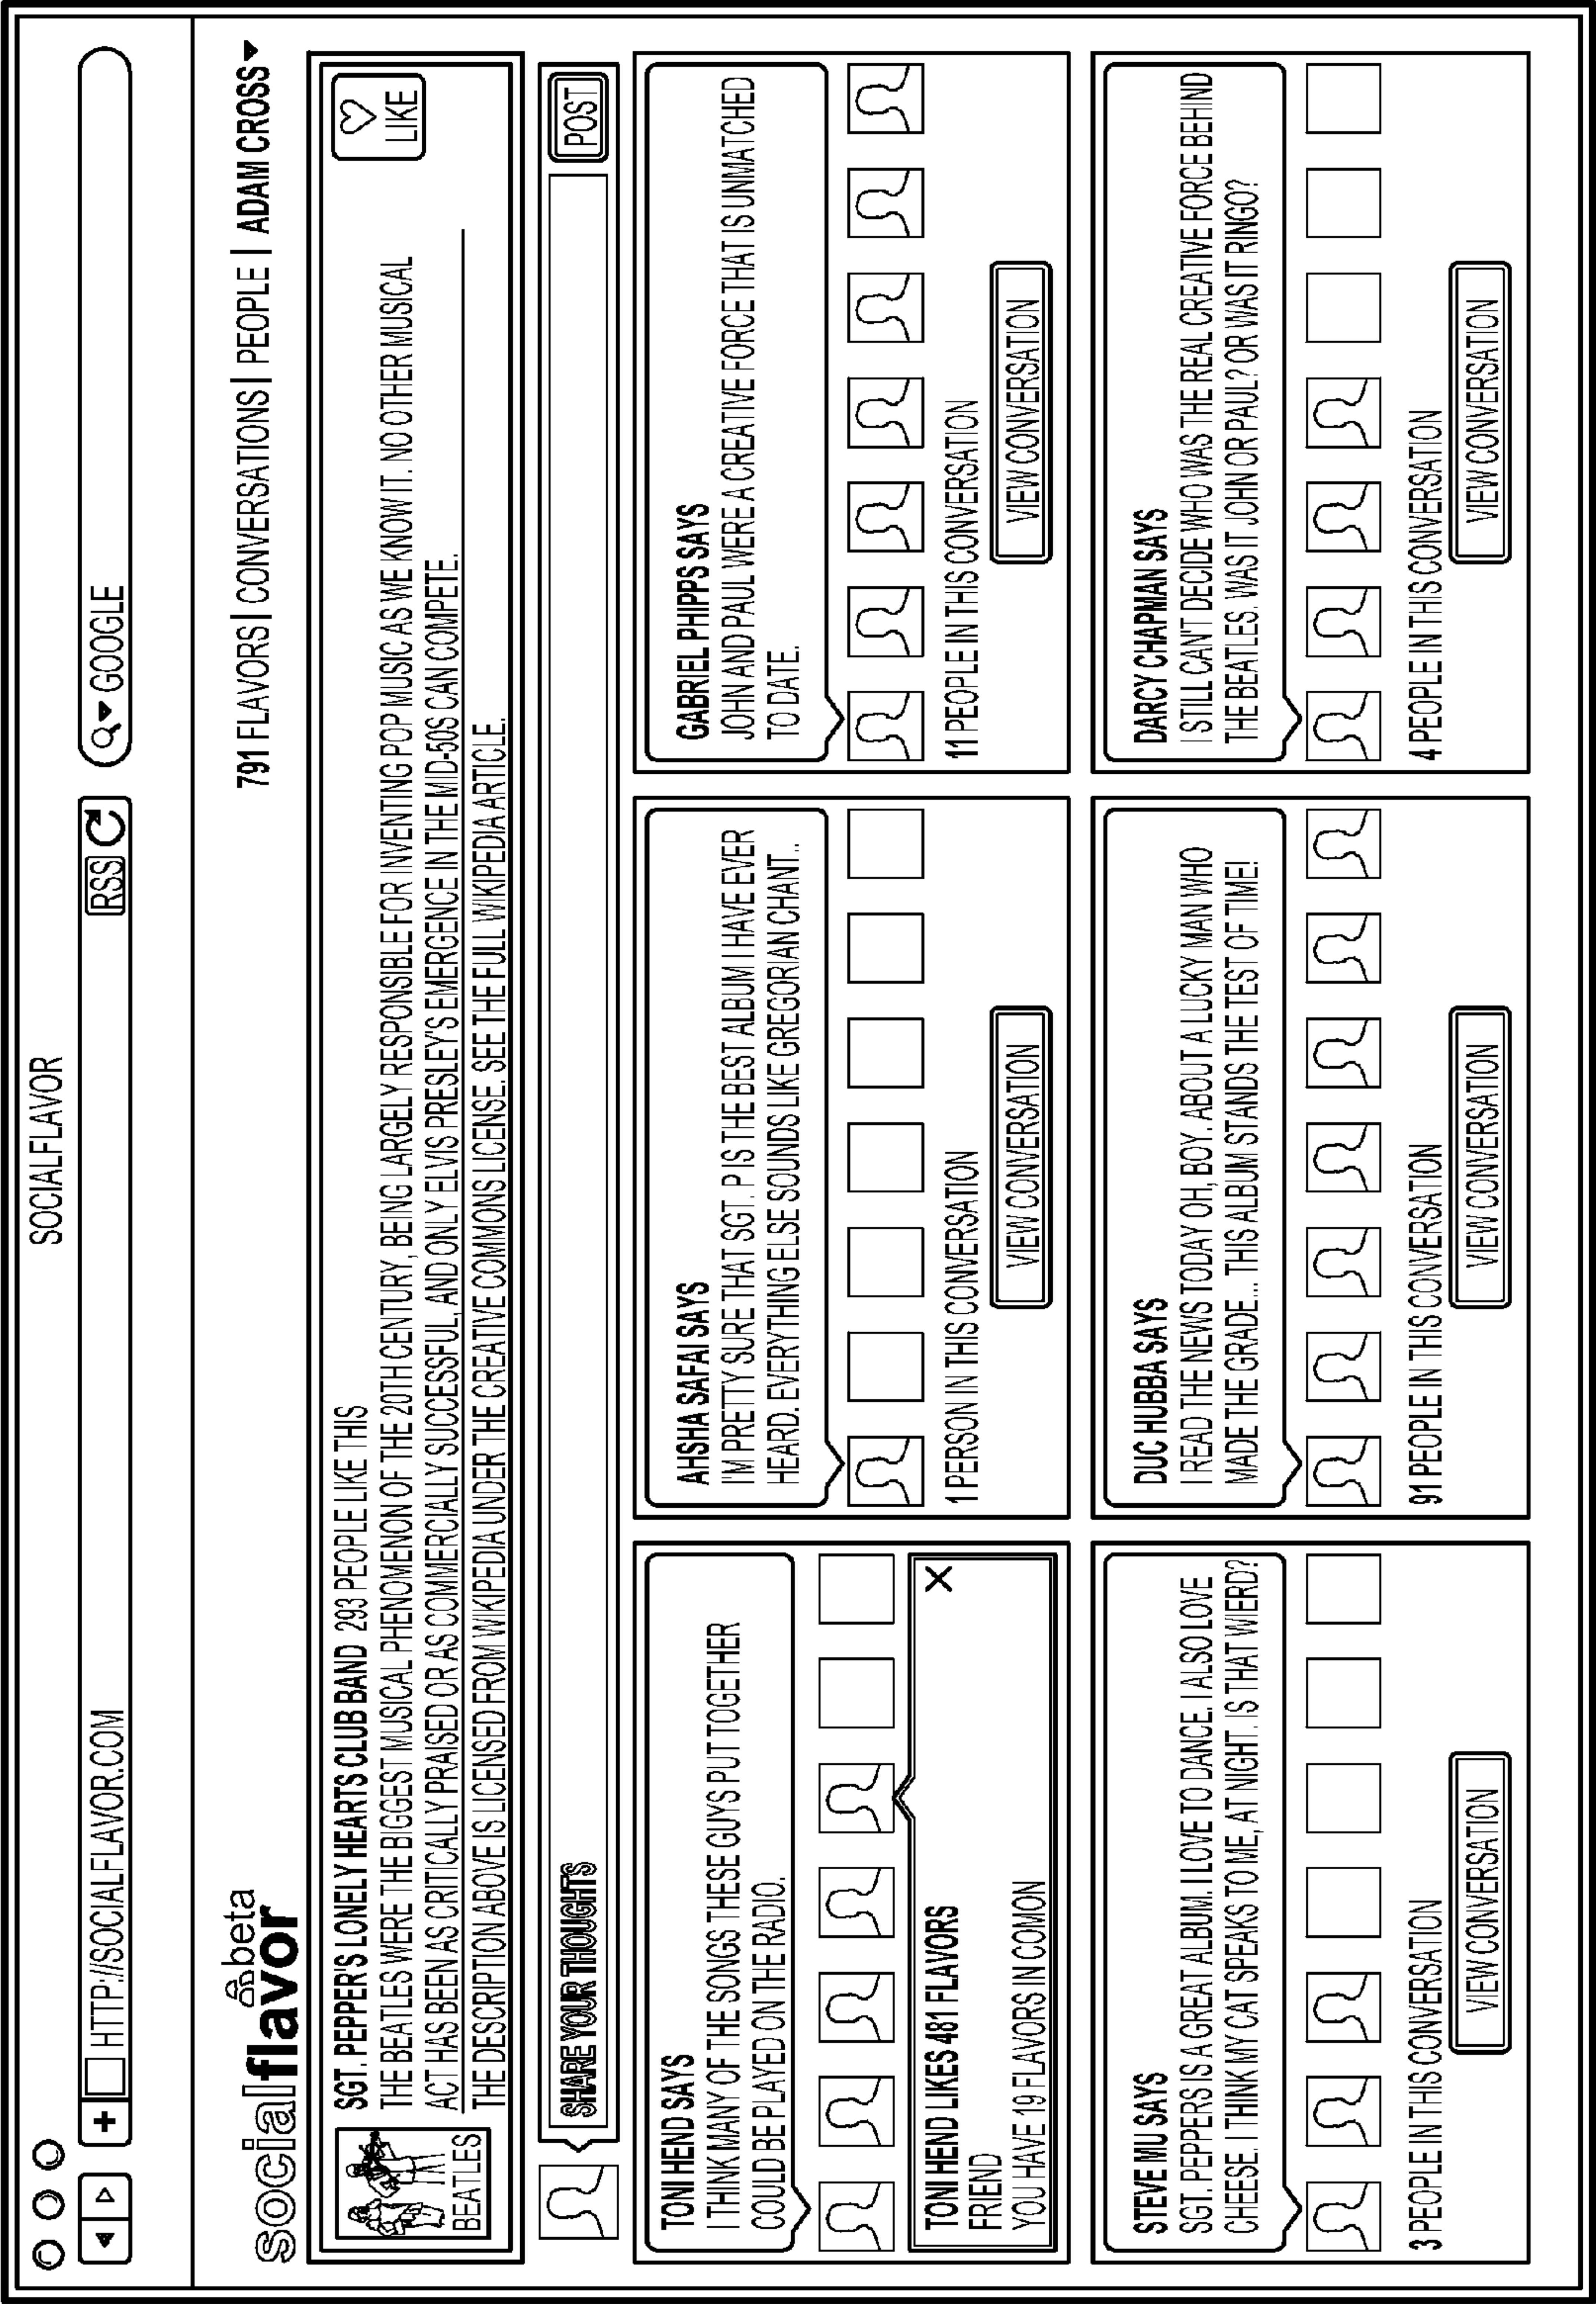 SOCIALFLAVOR
+ HTTP://SOCIALFLAVOR.COM RSS GOOGLE
socialflavor beta
791 FLAVORS | CONVERSATIONS | PEOPLE | ADAM CROSS
BEATLES
SGT. PEPPER'S LONELY HEARTS CLUB BAND 293 PEOPLE LIKE THIS
THE BEATLES WERE THE BIGGEST MUSICAL PHENOMENON OF THE 20TH CENTURY, BEING LARGELY RESPONSIBLE FOR INVENTING POP MUSIC AS WE KNOW IT. NO OTHER MUSICAL
ACT HAS BEEN AS CRITICALLY PRAISED OR AS COMMERCIALLY SUCCESSFUL, AND ONLY ELVIS PRESLEY'S EMERGENCE IN THE MID-50S CAN COMPETE.
THE DESCRIPTION ABOVE IS LICENSED FROM WIKIPEDIA UNDER THE CREATIVE COMMONS LICENSE. SEE THE FULL WIKIPEDIA ARTICLE.
LIKE
SHARE YOUR THOUGHTS
POST
TONI HEND SAYS
I THINK MANY OF THE SONGS THESE GUYS PUT TOGETHER
COULD BE PLAYED ON THE RADIO.
TONI HEND LIKES 481 FLAVORS
X
FRIEND
YOU HAVE 19 FLAVORS IN COMON
AHSHA SAFAI SAYS
I'M PRETTY SURE THAT SGT. P IS THE BEST ALBUM I HAVE EVER
HEARD. EVERYTHING ELSE SOUNDS LIKE GREGORIAN CHANT..
1 PERSON IN THIS CONVERSATION
VIEW CONVERSATION
GABRIEL PHIPPS SAYS
JOHN AND PAUL WERE A CREATIVE FORCE THAT IS UNMATCHED
TO DATE.
11 PEOPLE IN THIS CONVERSATION
VIEW CONVERSATION
STEVE MU SAYS
SGT. PEPPERS IS A GREAT ALBUM. I LOVE TO DANCE. I ALSO LOVE
CHEESE. I THINK MY CAT SPEAKS TO ME, AT NIGHT. IS THAT WIERD?
3 PEOPLE IN THIS CONVERSATION
VIEW CONVERSATION
DUC HUBBA SAYS
I READ THE NEWS TODAY OH, BOY. ABOUT A LUCKY MAN WHO
MADE THE GRADE... THIS ALBUM STANDS THE TEST OF TIME!
91 PEOPLE IN THIS CONVERSATION
VIEW CONVERSATION
DARCY CHAPMAN SAYS
I STILL CAN'T DECIDE WHO WAS THE REAL CREATIVE FORCE BEHIND
THE BEATLES. WAS IT JOHN OR PAUL? OR WAS IT RINGO?
4 PEOPLE IN THIS CONVERSATION
VIEW CONVERSATION